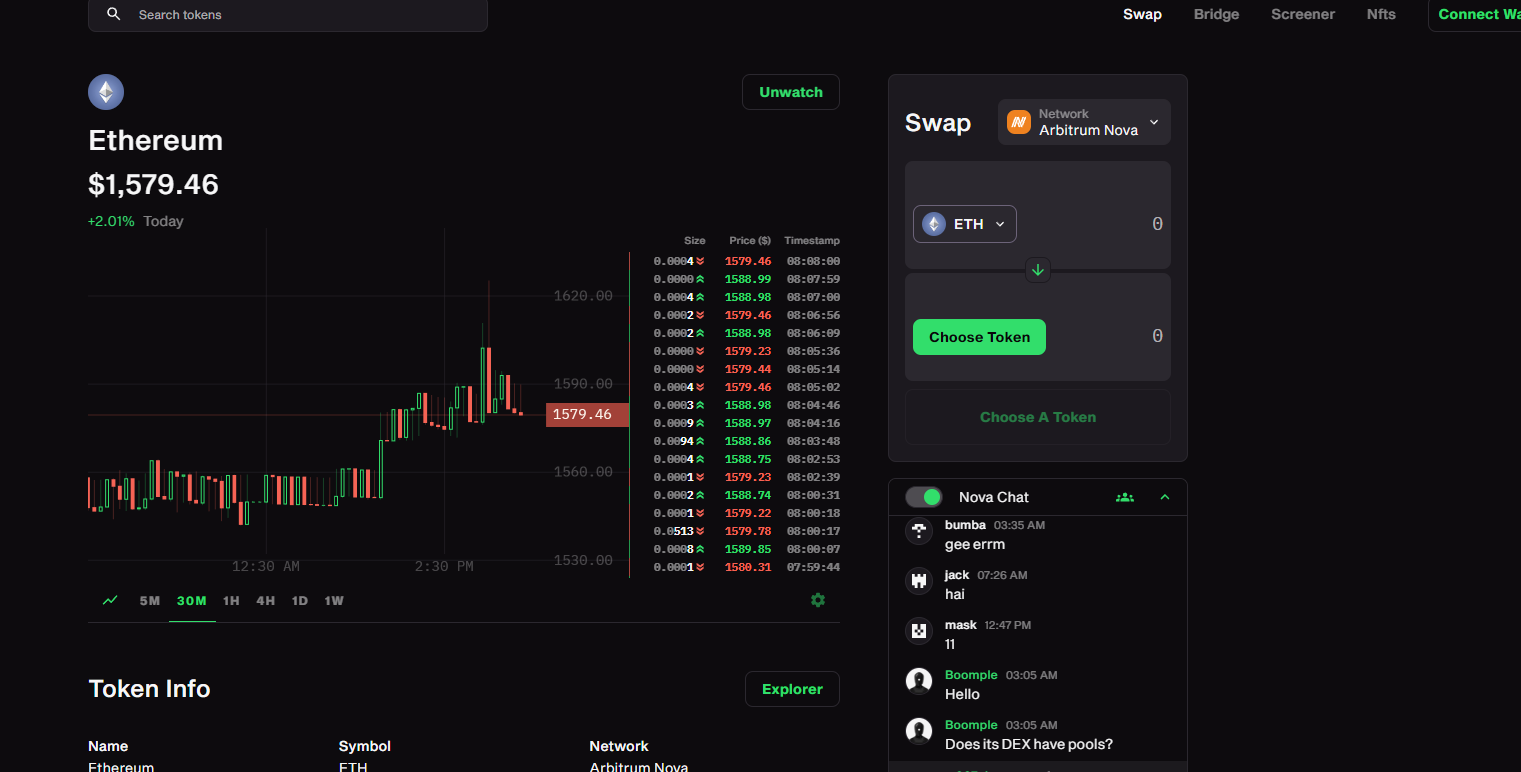 Search tokens
Swap Bridge Screener Nfts Connect Wa
Unwatch
Ethereum
$1,579.46
+2.01% Today
1620.00
1590.00
1579.46
1560.00
1530.00
12:30 AM 2:30 PM
Size Price ($) Timestamp
0.0004 1579.46 08:08:00
0.0000 1588.99 08:07:59
0.0004 1588.98 08:07:00
0.0002 1579.46 08:06:56
0.0002 1588.98 08:06:09
0.0000 1579.23 08:05:36
0.0000 1579.44 08:05:14
0.0004 1579.46 08:05:02
0.0003 1588.98 08:04:46
0.0009 1588.97 08:04:16
0.0094 1588.86 08:03:48
0.0004 1588.75 08:02:53
0.0001 1579.23 08:02:39
0.0002 1588.74 08:00:31
0.0001 1579.22 08:00:18
0.0513 1579.78 08:00:17
0.0008 1589.85 08:00:07
0.0001 1580.31 07:59:44
5M 30M 1H 4H 1D 1W
Token Info
Explorer
Name Symbol Network
Ethereum ETH Arbitrum Nova
Swap
Network
Arbitrum Nova
ETH 0
Choose Token 0
Choose A Token
Nova Chat
bumba 03:35 AM
gee errm
jack 07:26 AM
hai
mask 12:47 PM
11
Boomple 03:05 AM
Hello
Boomple 03:05 AM
Does its DEX have pools?